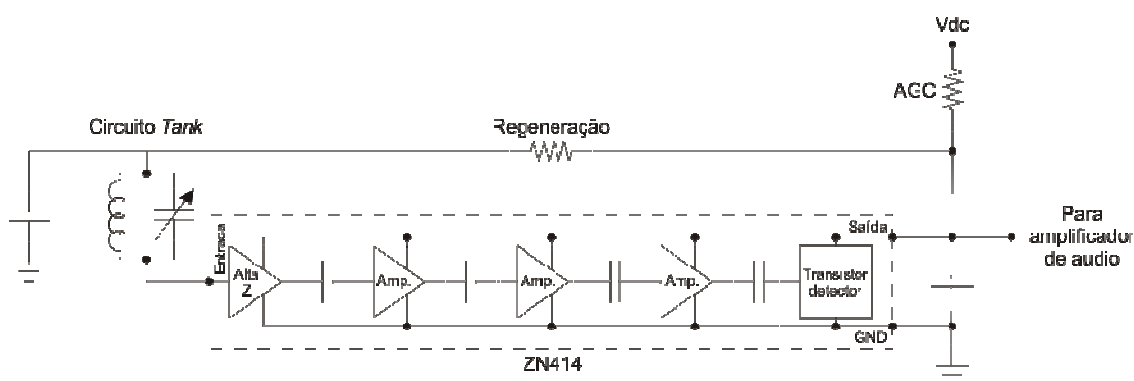 Vdc
AGC
Circuito Tank
Regeneração
Para
amplificador
de audio
Entrada
Saída
Alta
Z
Amp.
Amp.
Amp.
Transistor
detector
GND
ZN414